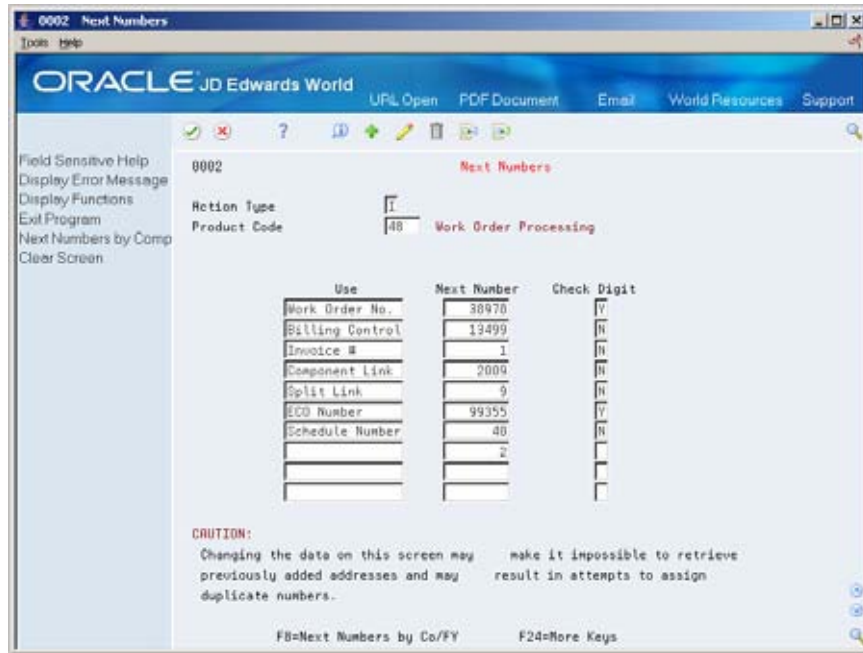 0002 Next Numbers
Tools Help
ORACLE JD Edwards World
URL Open PDF Document Email World Resources Support
Field Sensitive Help
Display Error Message
Display Functions
Exit Program
Next Numbers by Comp
Clear Screen
0002 Next Numbers
Action Type I
Product Code 48 Work Order Processing
Use Next Number Check Digit
Work Order No. 38970 Y
Billing Control 13499 N
Invoice # 1 N
Component Link 2009 N
Split Link 9 N
ECO Number 99355 Y
Schedule Number 40 N
2
CAUTION:
Changing the data on this screen may make it impossible to retrieve
previously added addresses and may result in attempts to assign
duplicate numbers.
F8=Next Numbers by Co/FY F24=More Keys